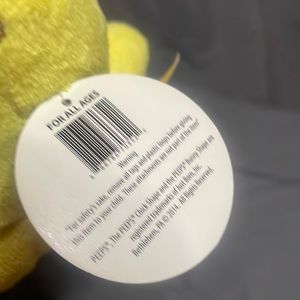 FOR ALL AGES
Warning
"For safety's sake, remove all tags and plastic loops before giving
this item to your child. These attachments are not part of the item!"
PEEPS®, The PEEPS® Chick Shape and the PEEPS® Bunny Shape are
registered trademarks of Just Born, Inc.
Bethlehem, PA © 2014. All Rights Reserved.